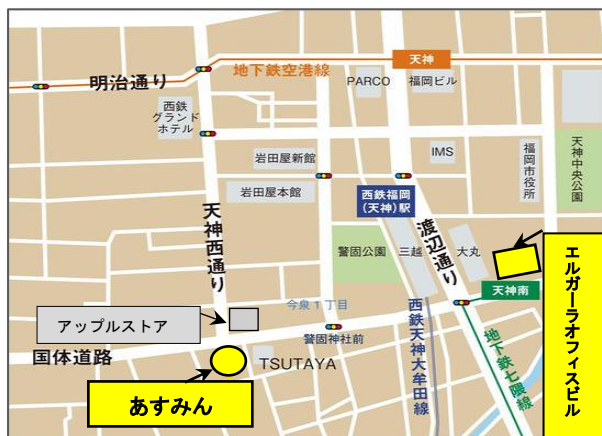 天神
地下鉄空港線
明治通り
PARCO
福岡ビル
西鉄
グランド
ホテル
岩田屋新館
IMS
福岡市役所
天神中央公園
岩田屋本館
西鉄福岡
(天神)駅
天神西通り
渡辺通り
警固公園
三越
大丸
エルガーラオフィスビル
天神南
今泉1丁目
アップルストア
警固神社前
国体道路
TSUTAYA
西鉄天神大牟田線
地下鉄七隈線
あすみん